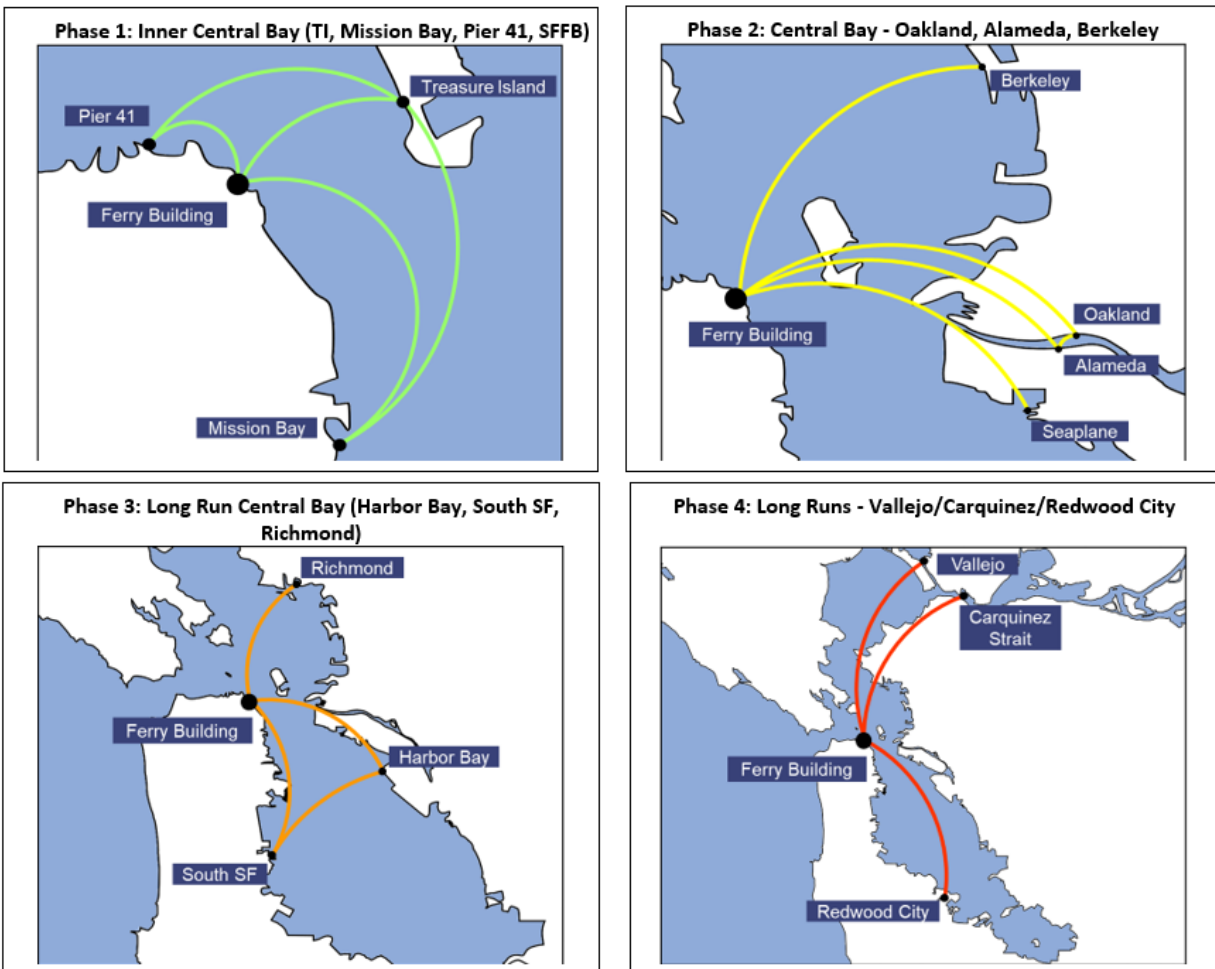 Phase 1: Inner Central Bay (TI, Mission Bay, Pier 41, SFFB)
Treasure Island
Pier 41
Ferry Building
Mission Bay
Phase 2: Central Bay - Oakland, Alameda, Berkeley
Berkeley
Oakland
Ferry Building
Alameda
Seaplane
Phase 3: Long Run Central Bay (Harbor Bay, South SF,
Richmond)
Richmond
Ferry Building
Harbor Bay
South SF
Phase 4: Long Runs - Vallejo/Carquinez/Redwood City
Vallejo
Carquinez
Strait
Ferry Building
Redwood City